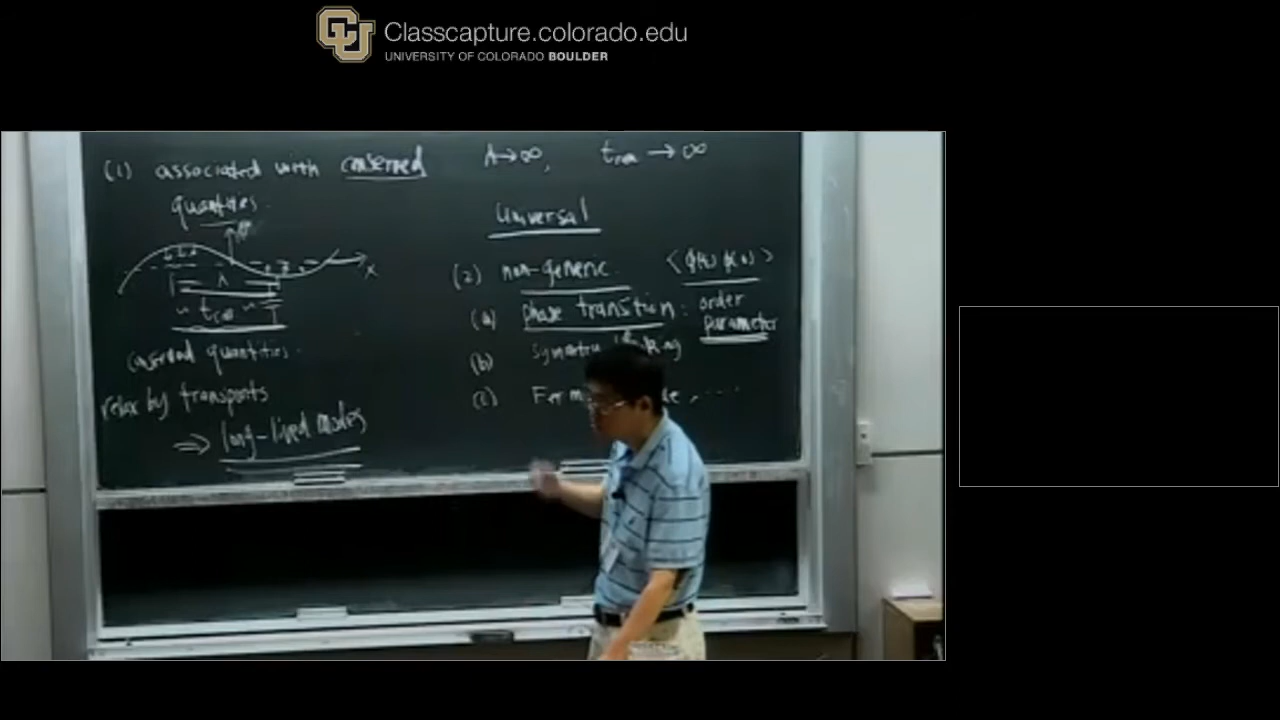 Classcapture.colorado.edu
UNIVERSITY OF COLORADO BOULDER
(1) associated with conserved
quantities.
x
λ
conserved quantities.
relax by transports
⇒ long-lived modes
λ→∞,
→ ∞
Universal
(2) non-generic.
(a) phase transition: order
parameter
(b)
(c)